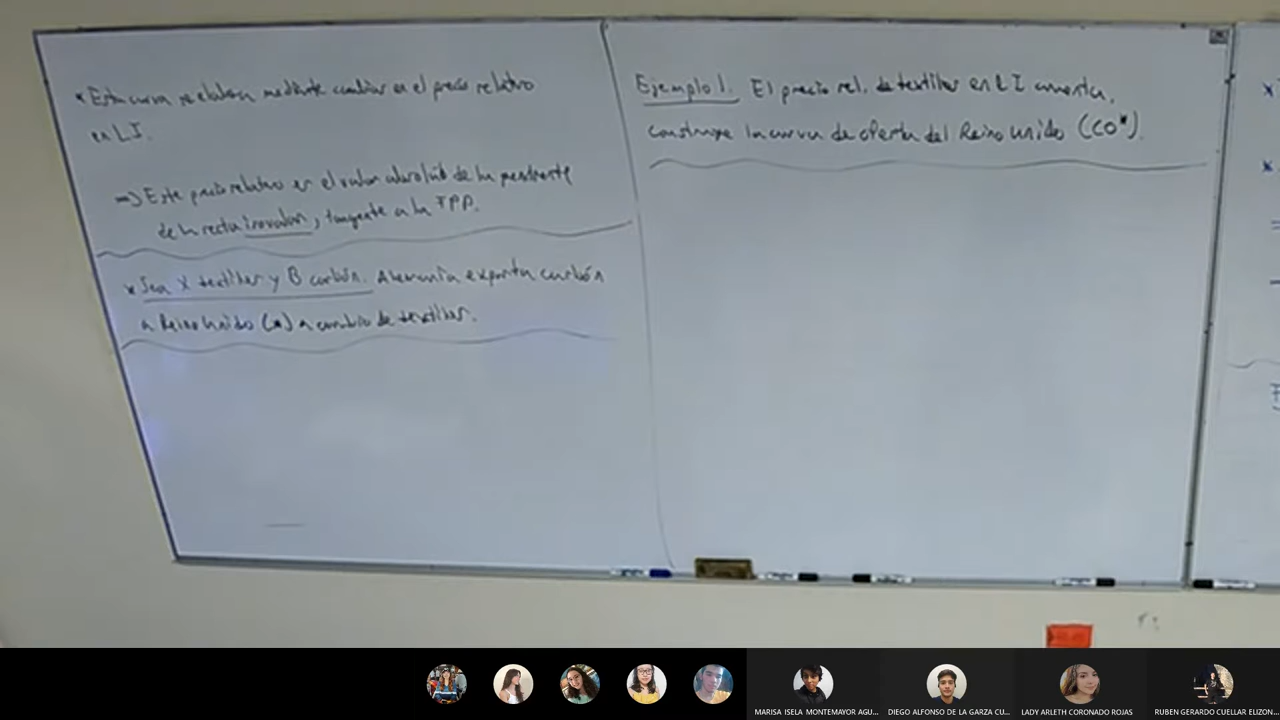 * Esta curva se elabora mediante cambios en el precio relativo
en LI.
=> Este precio relativo es el valor absoluto de la pendiente
de la recta isovalor, tangente a la FPP.
* Sea X textiles y B carbón. Alemania exporta carbón
a Reino Unido (*) a cambio de textiles.
Ejemplo 1. El precio rel. de textiles en LI aumenta,
construye la curva de oferta del Reino Unido (CO*).
MARISA ISELA MONTEMAYOR AGU...
DIEGO ALFONSO DE LA GARZA CU...
LADY ARLETH CORONADO ROJAS
RUBEN GERARDO CUELLAR ELIZON...